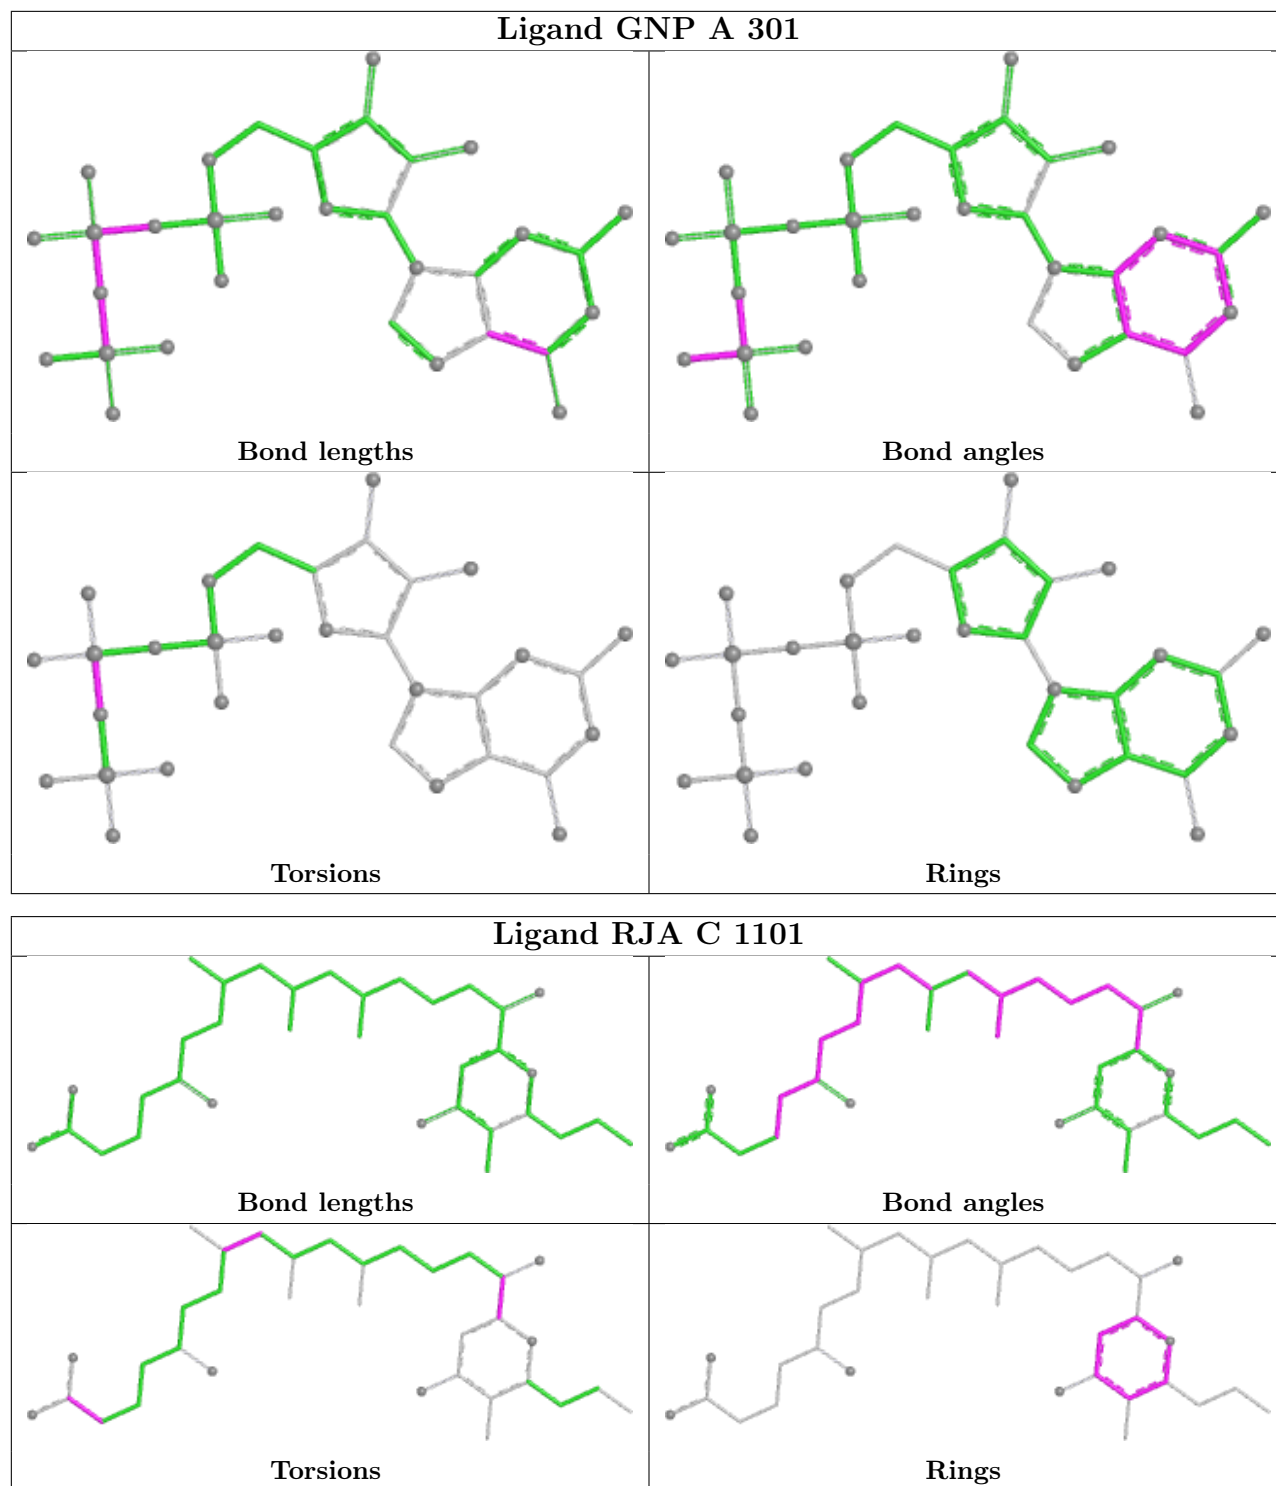 Ligand GNP A 301
Bond lengths
Bond angles
Torsions
Rings
Ligand RJA C 1101
Bond lengths
Bond angles
Torsions
Rings